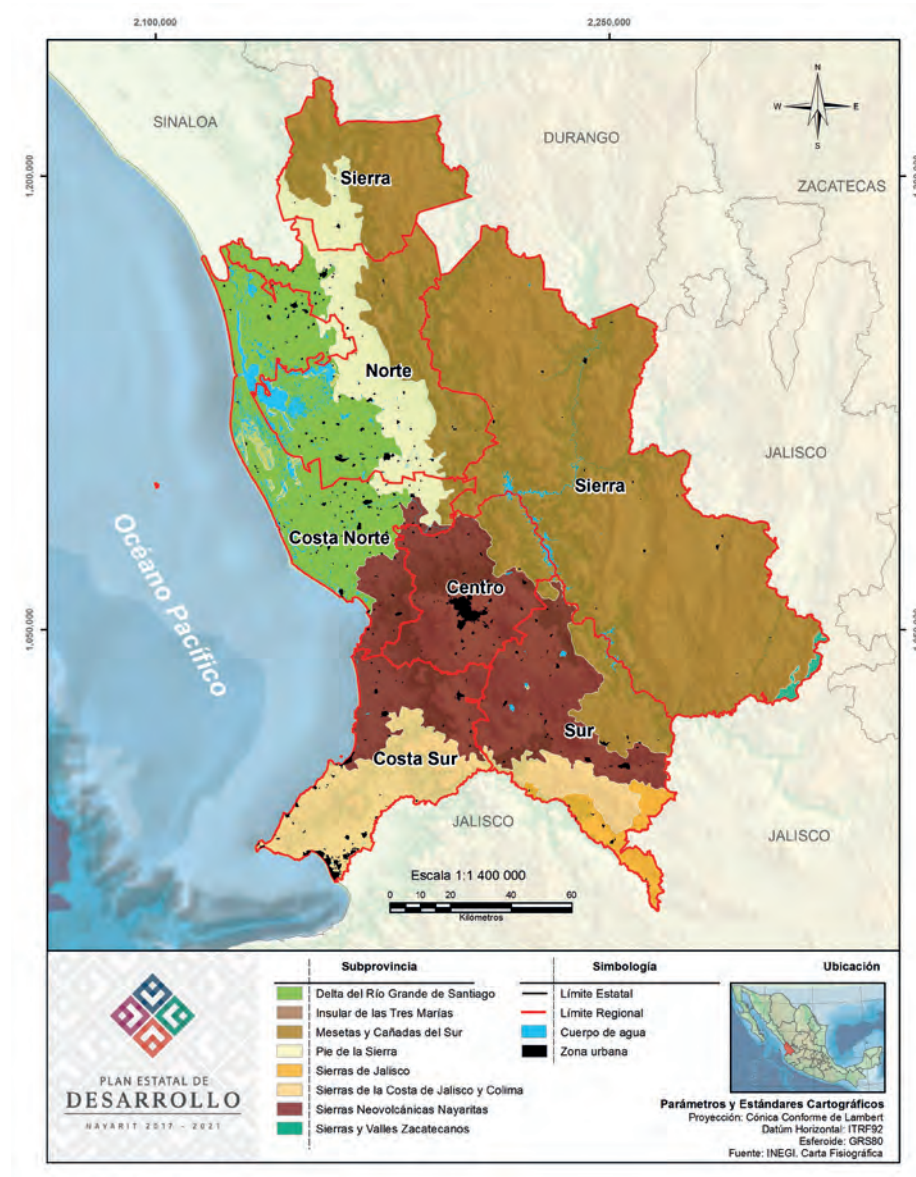 2,100,000
2,250,000
N
W E
S
SINALOA
DURANGO
ZACATECAS
1,200,000
Sierra
Norte
JALISCO
Sierra
Océano Pacífico
Costa Norte
Centro
1,050,000
Sur
Costa Sur
JALISCO
JALISCO
Escala 1:1 400 000
0 10 20 40 60
Kilómetros
Subprovincia
Delta del Río Grande de Santiago
Insular de las Tres Marías
Mesetas y Cañadas del Sur
Pie de la Sierra
Sierras de Jalisco
Sierras de la Costa de Jalisco y Colima
Sierras Neovolcánicas Nayaritas
Sierras y Valles Zacatecanos
Simbología
Límite Estatal
Límite Regional
Cuerpo de agua
Zona urbana
Ubicación
PLAN ESTATAL DE
DESARROLLO
NAYARIT 2017 - 2021
Parámetros y Estándares Cartográficos
Proyección: Cónica Conforme de Lambert
Datúm Horizontal: ITRF92
Esferoide: GRS80
Fuente: INEGI. Carta Fisiográfica